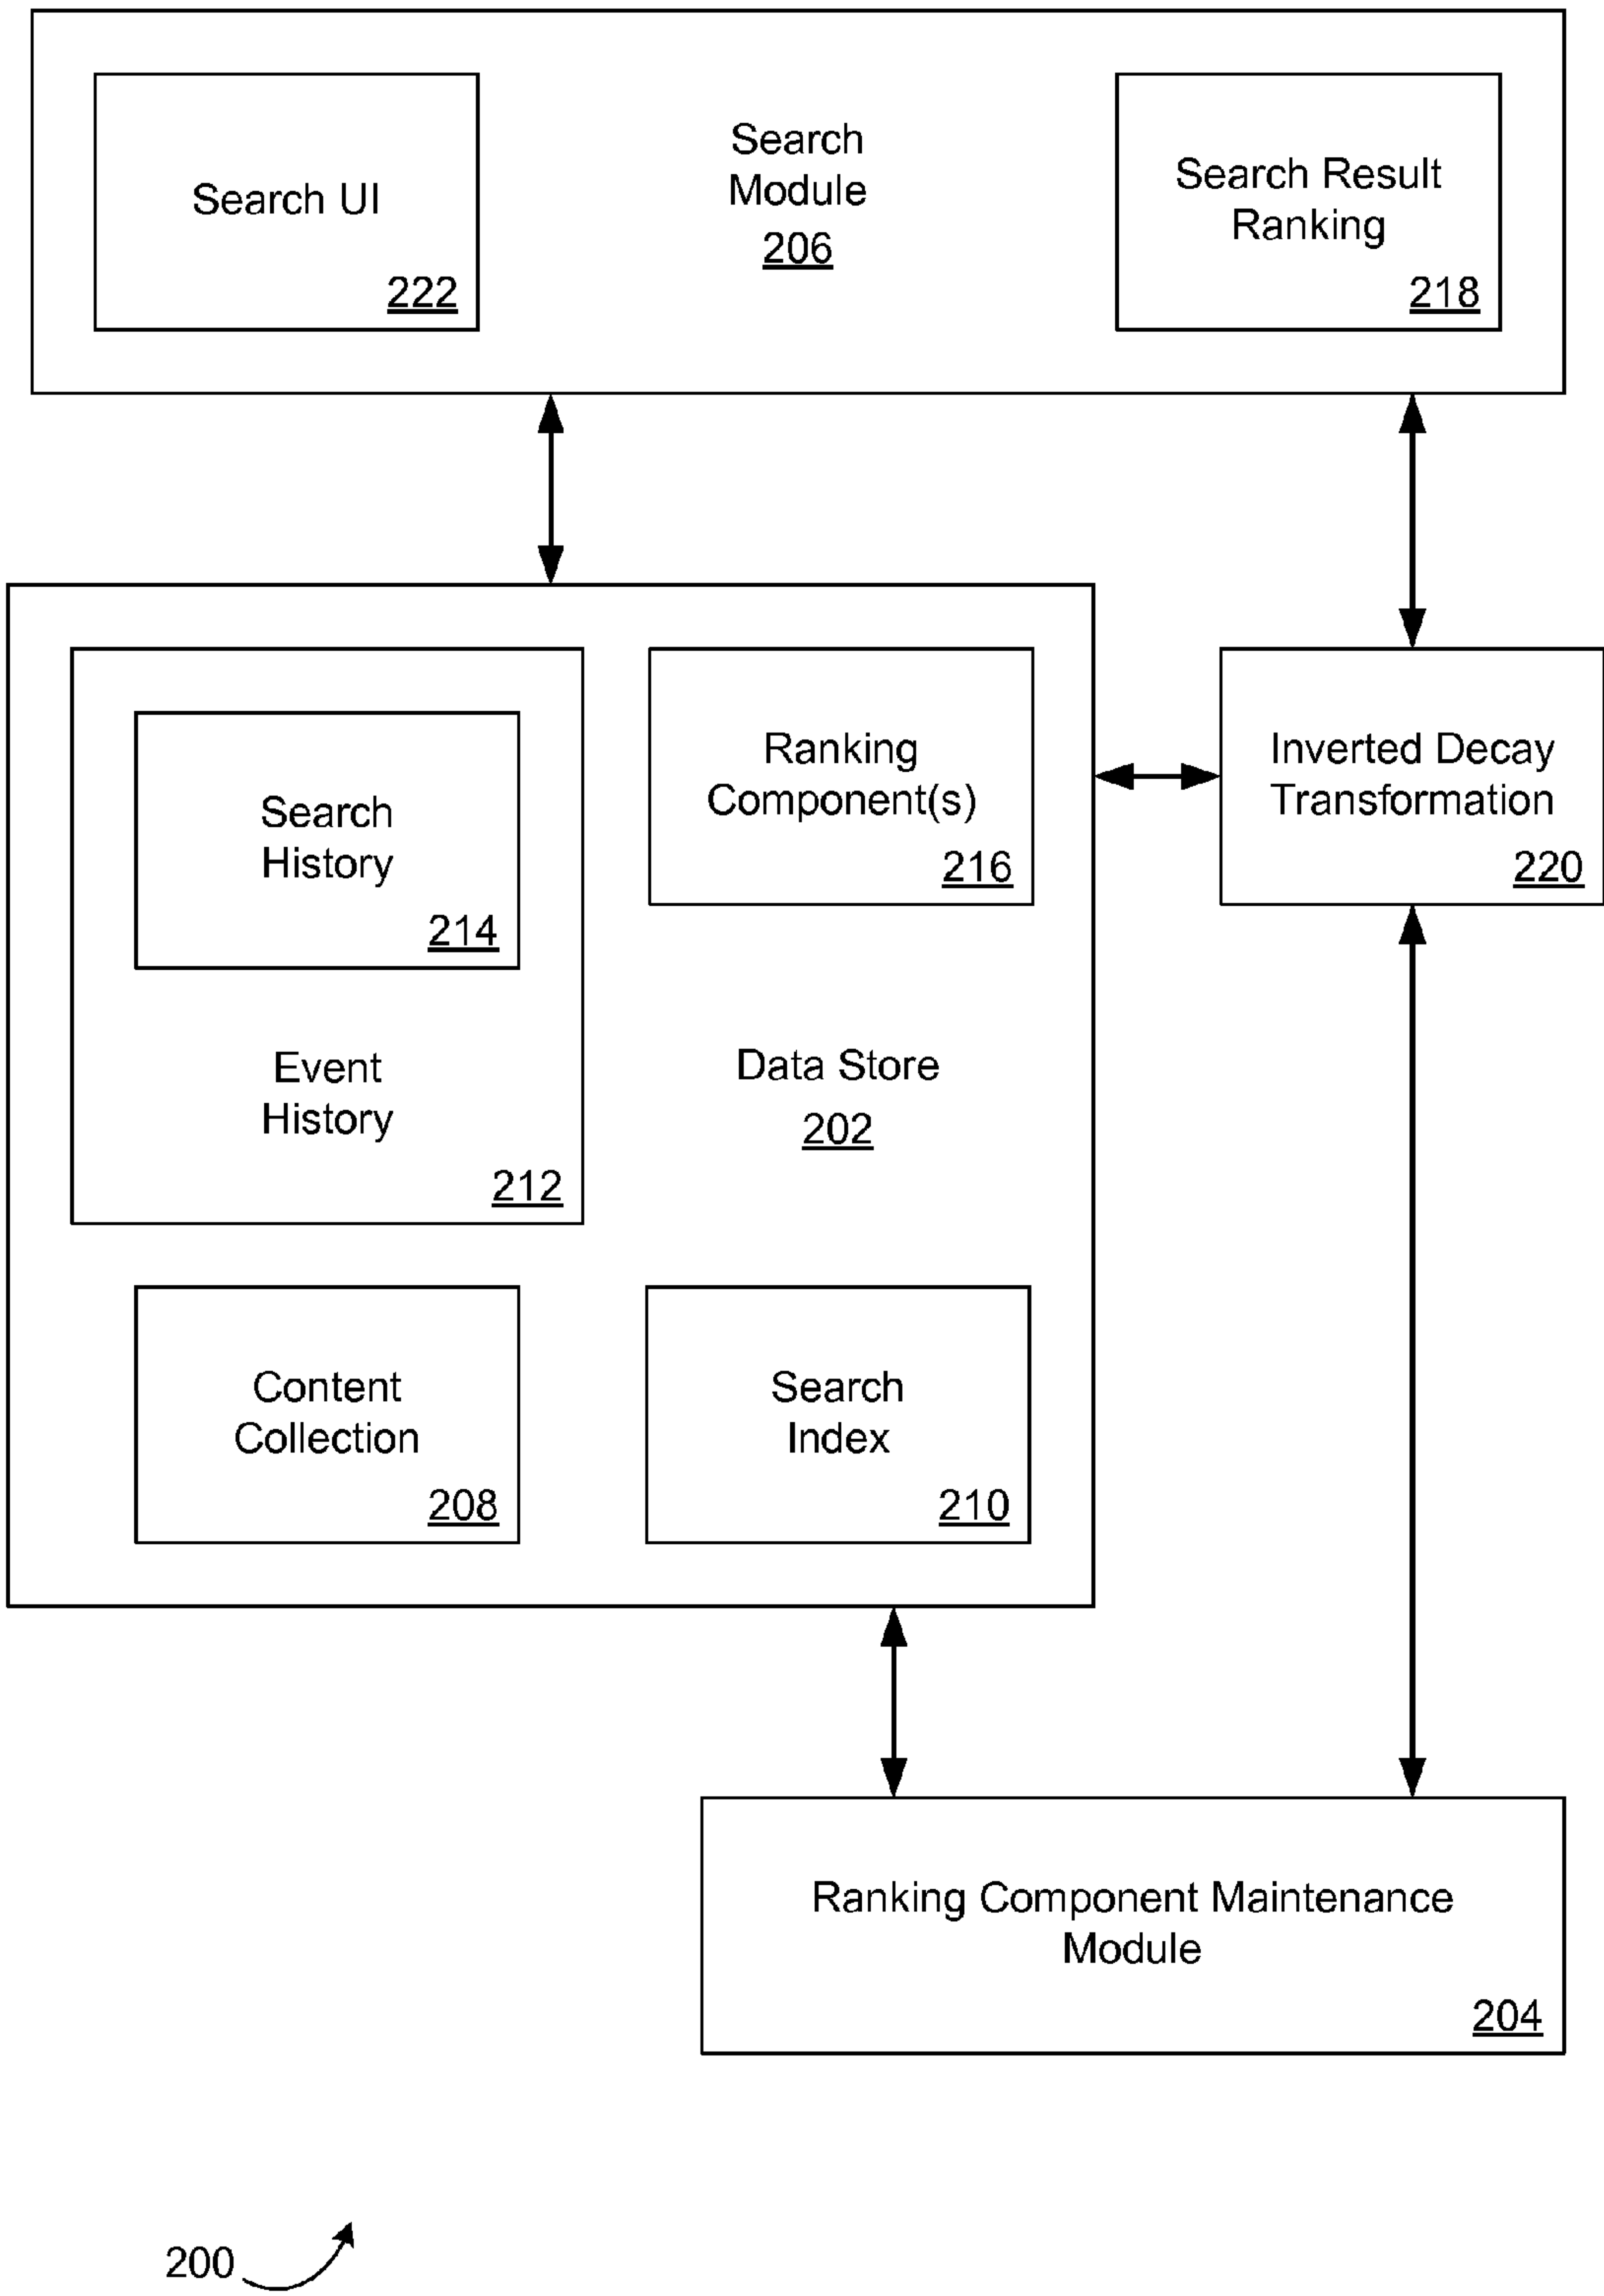 Search UI
222
Search
Module
206
Search Result
Ranking
218
Search
History
214
Event
History
212
Ranking
Component(s)
216
Inverted Decay
Transformation
220
Data Store
202
Content
Collection
208
Search
Index
210
Ranking Component Maintenance
Module
204
200